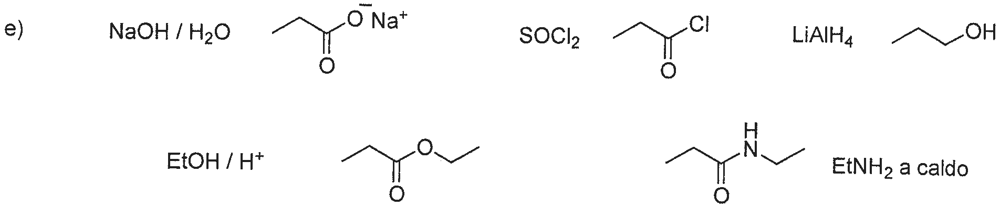 e) NaOH / H₂O O⁻Na⁺ O SOCl₂ Cl O LiAlH₄ OH
EtOH / H⁺ O O H N O EtNH₂ a caldo